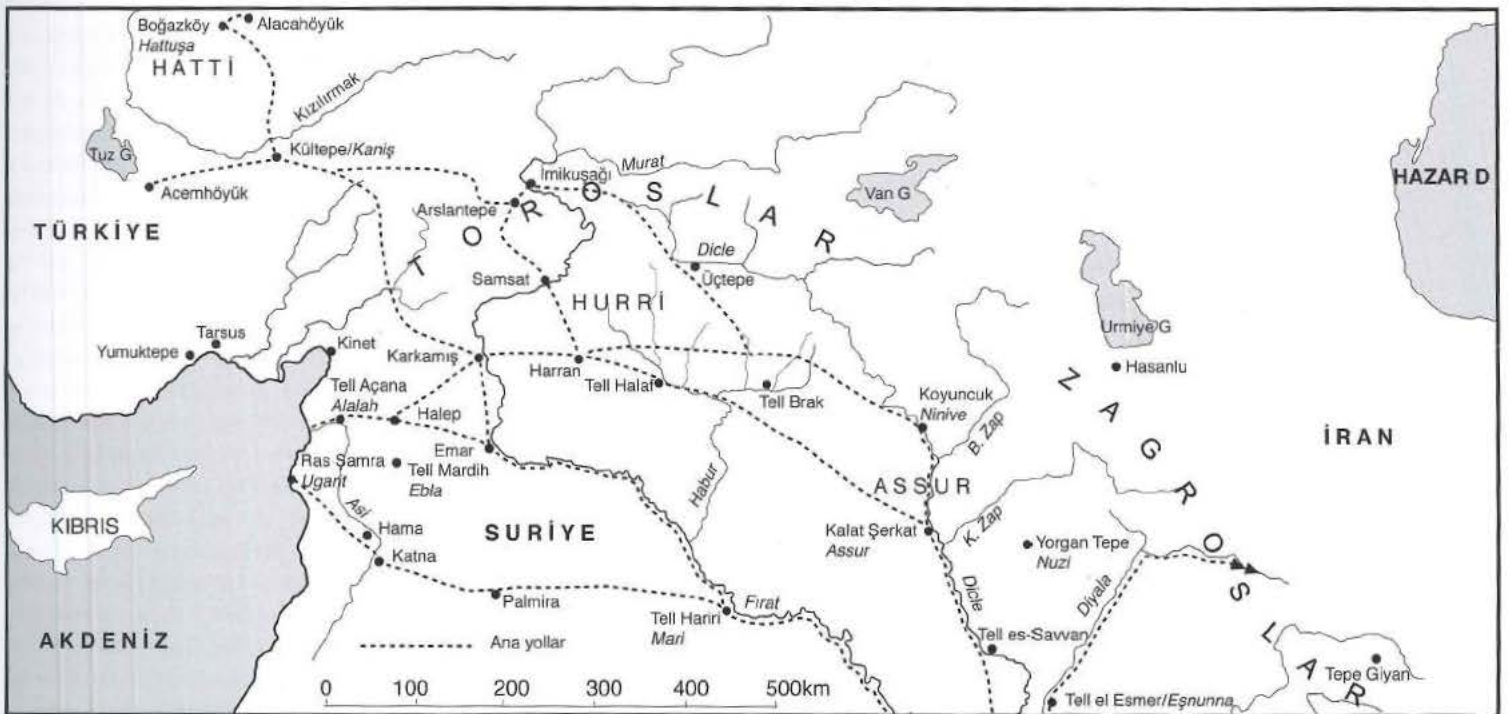 Boğazköy
Hattuşa
Alacahöyük
HATTİ
Kızılırmak
Tuz G
Kültepe/Kaniş
Acemhöyük
TÜRKİYE
İmikuşağı
Murat
Arslantepe
TOROSLAR
Van G
HAZAR D
Dicle
Üçtepe
Samsat
HURRİ
Urmiye G
Hasanlu
Tarsus
Yumuktepe
Kinet
Karkamış
Harran
Tell Halaf
Tell Brak
Koyuncuk
Ninive
B. Zap
ZAGROSLAR
İRAN
Tell Açana
Alalah
Halep
Emar
Ras Şamra
Ugarit
Tell Mardih
Ebla
Habur
ASSUR
KIBRIS
Asi
Hama
Katna
SURİYE
Kalat Şerkat
Assur
K. Zap
Yorgan Tepe
Nuzi
Palmira
Tell Hariri
Mari
Fırat
Dicle
Diyala
AKDENİZ
Ana yollar
Tell es-Savvan
Tepe Giyan
Tell el Esmer/Eşnunna
0 100 200 300 400 500km